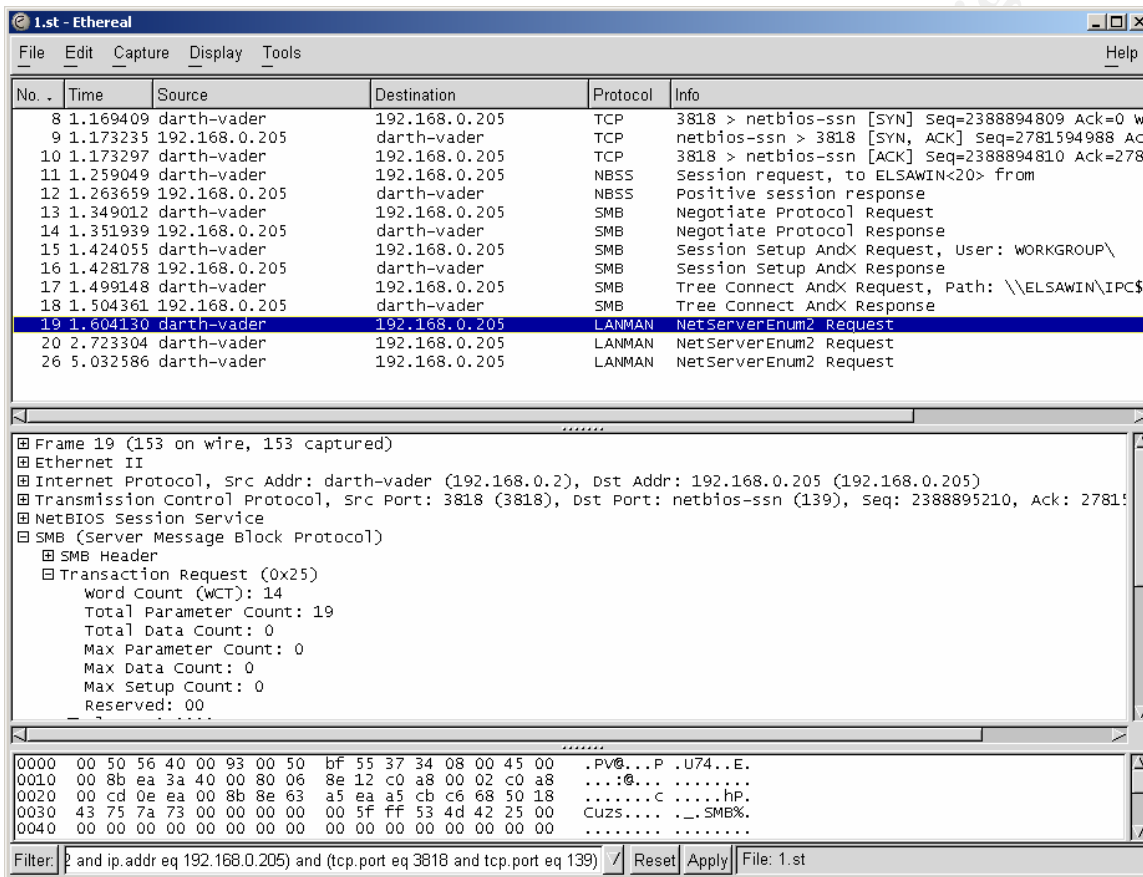 1.st - Ethereal
File Edit Capture Display Tools Help
No. Time Source Destination Protocol Info
8 1.169409 darth-vader 192.168.0.205 TCP 3818 > netbios-ssn [SYN] Seq=2388894809 Ack=0 W
9 1.173235 192.168.0.205 darth-vader TCP netbios-ssn > 3818 [SYN, ACK] Seq=2781594988 Ac
10 1.173297 darth-vader 192.168.0.205 TCP 3818 > netbios-ssn [ACK] Seq=2388894810 Ack=278
11 1.259049 darth-vader 192.168.0.205 NBSS Session request, to ELSAWIN<20> from
12 1.263659 192.168.0.205 darth-vader NBSS Positive session response
13 1.349012 darth-vader 192.168.0.205 SMB Negotiate Protocol Request
14 1.351939 192.168.0.205 darth-vader SMB Negotiate Protocol Response
15 1.424055 darth-vader 192.168.0.205 SMB Session Setup AndX Request, User: WORKGROUP\
16 1.428178 192.168.0.205 darth-vader SMB Session Setup AndX Response
17 1.499148 darth-vader 192.168.0.205 SMB Tree Connect AndX Request, Path: \\ELSAWIN\IPC$
18 1.504361 192.168.0.205 darth-vader SMB Tree Connect AndX Response
19 1.604130 darth-vader 192.168.0.205 LANMAN NetServerEnum2 Request
20 2.723304 darth-vader 192.168.0.205 LANMAN NetServerEnum2 Request
26 5.032586 darth-vader 192.168.0.205 LANMAN NetServerEnum2 Request
Frame 19 (153 on wire, 153 captured)
Ethernet II
Internet Protocol, Src Addr: darth-vader (192.168.0.2), Dst Addr: 192.168.0.205 (192.168.0.205)
Transmission Control Protocol, Src Port: 3818 (3818), Dst Port: netbios-ssn (139), Seq: 2388895210, Ack: 2781
NetBIOS Session Service
SMB (Server Message Block Protocol)
SMB Header
Transaction Request (0x25)
Word Count (WCT): 14
Total Parameter Count: 19
Total Data Count: 0
Max Parameter Count: 0
Max Data Count: 0
Max Setup Count: 0
Reserved: 00
0000 00 50 56 40 00 93 00 50 bf 55 37 34 08 00 45 00 .PV@...P .U74..E.
0010 00 8b ea 3a 40 00 80 06 8e 12 c0 a8 00 02 c0 a8 ...:@... ........
0020 00 cd 0e ea 00 8b 8e 63 a5 ea a5 cb c6 68 50 18 .......c .....hP.
0030 43 75 7a 73 00 00 00 00 00 5f ff 53 4d 42 25 00 Cuzs.... ._.SMB%.
0040 00 00 00 00 00 00 00 00 00 00 00 00 00 00 00 00 ........ ........
Filter: 2 and ip.addr eq 192.168.0.205) and (tcp.port eq 3818 and tcp.port eq 139) Reset Apply File: 1.st